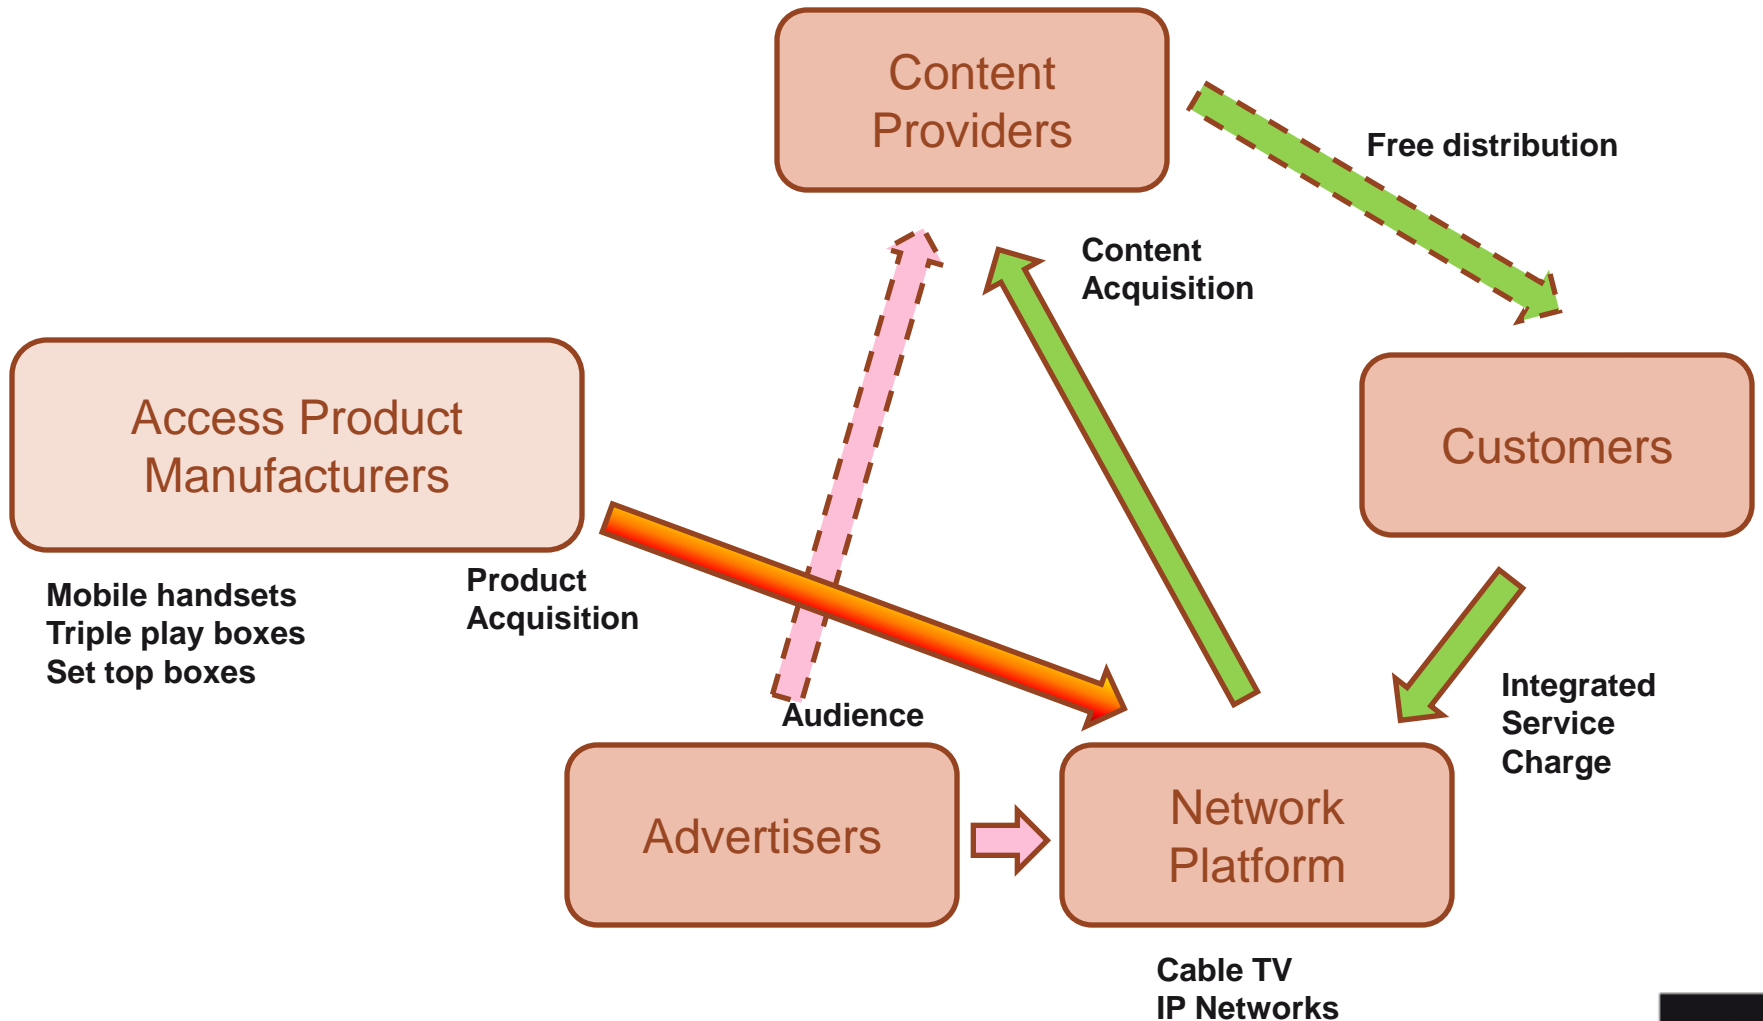 Content
Providers
Free distribution
Content
Acquisition
Access Product
Manufacturers
Customers
Mobile handsets
Triple play boxes
Set top boxes
Product
Acquisition
Audience
Integrated
Service
Charge
Advertisers
Network
Platform
Cable TV
IP Networks